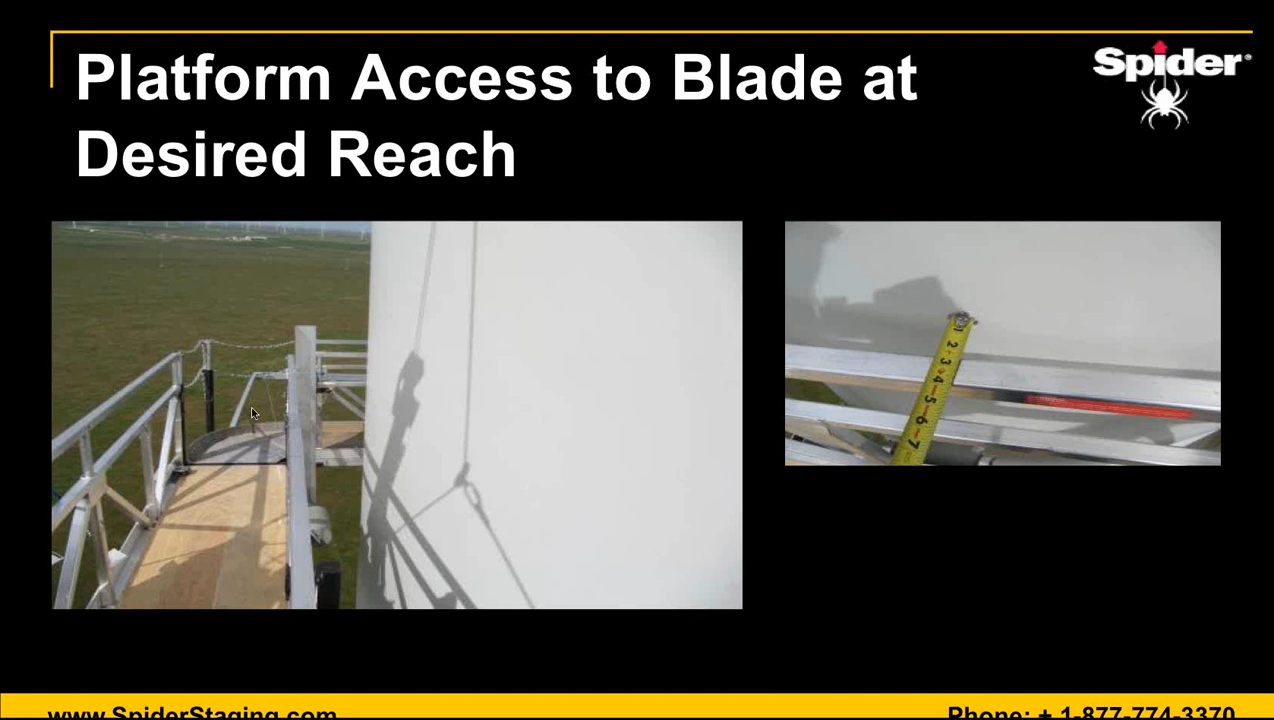 Platform Access to Blade at
Desired Reach
Spider®
1
2
3
4
5
6
7
www.SpiderStaging.com
Phone: + 1-877-774-3370